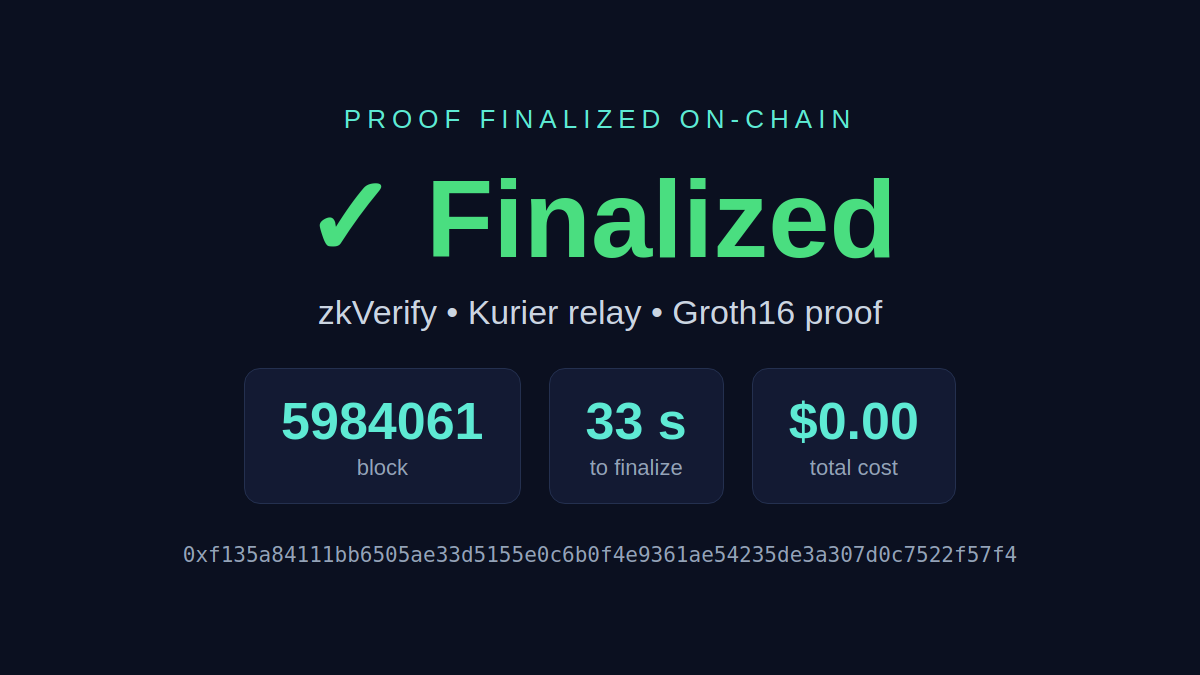 PROOF FINALIZED ON-CHAIN
✓ Finalized
zkVerify • Kurier relay • Groth16 proof
5984061 33 s $0.00
block to finalize total cost
0xf135a84111bb6505ae33d5155e0c6b0f4e9361ae54235de3a307d0c7522f57f4